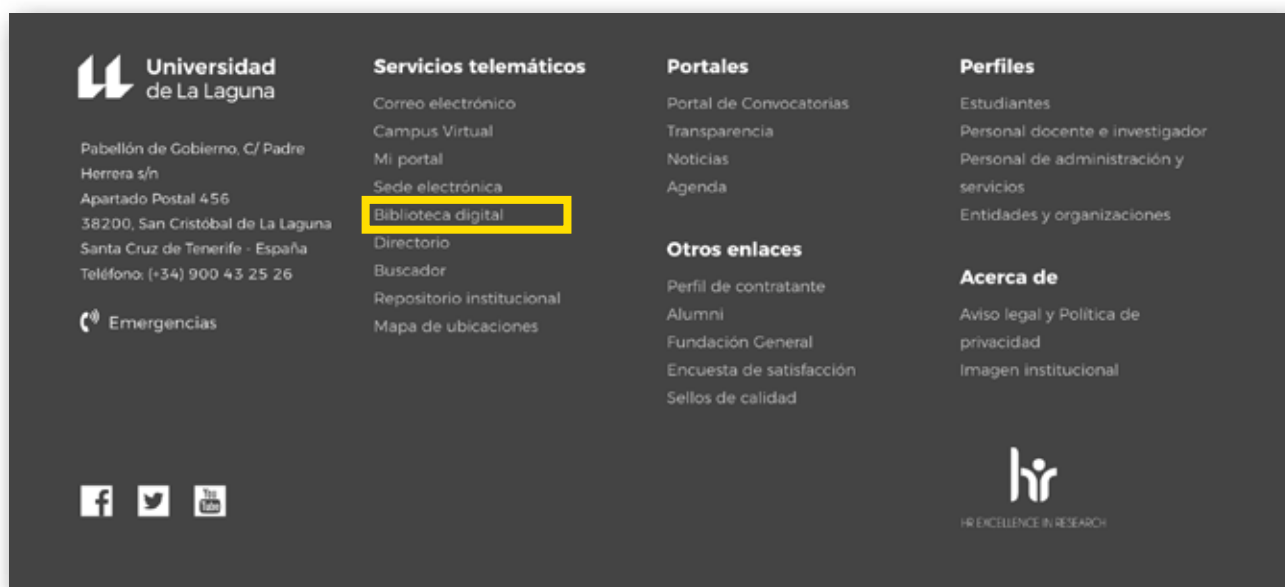 Universidad
de La Laguna
Pabellón de Gobierno, C/ Padre
Herrera s/n
Apartado Postal 456
38200, San Cristóbal de La Laguna
Santa Cruz de Tenerife - España
Teléfono: (+34) 900 43 25 26
Emergencias
Servicios telemáticos
Correo electrónico
Campus Virtual
Mi portal
Sede electrónica
Biblioteca digital
Directorio
Buscador
Repositorio institucional
Mapa de ubicaciones
Portales
Portal de Convocatorias
Transparencia
Noticias
Agenda
Otros enlaces
Perfil de contratante
Alumni
Fundación General
Encuesta de satisfacción
Sellos de calidad
Perfiles
Estudiantes
Personal docente e investigador
Personal de administración y
servicios
Entidades y organizaciones
Acerca de
Aviso legal y Política de
privacidad
Imagen institucional
You
Tube
hr
HR EXCELLENCE IN RESEARCH